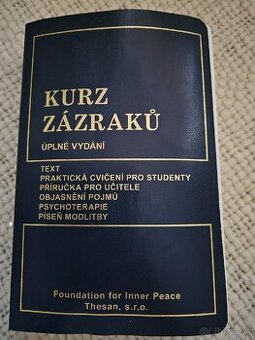 KURZ
ZÁZRAKŮ
ÚPLNÉ VYDÁNÍ
TEXT
PRAKTICKÁ CVIČENÍ PRO STUDENTY
PŘÍRUČKA PRO UČITELE
OBJASNĚNÍ POJMŮ
PSYCHOTERAPIE
PÍSEŇ MODLITBY
Foundation for Inner Peace
Thesan, s.r.o.